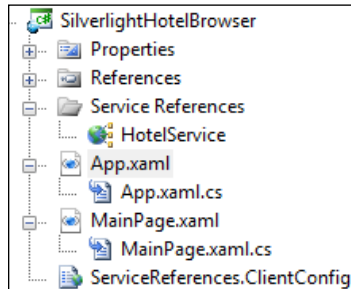 SilverlightHotelBrowser
Properties
References
Service References
HotelService
App.xaml
App.xaml.cs
MainPage.xaml
MainPage.xaml.cs
ServiceReferences.ClientConfig